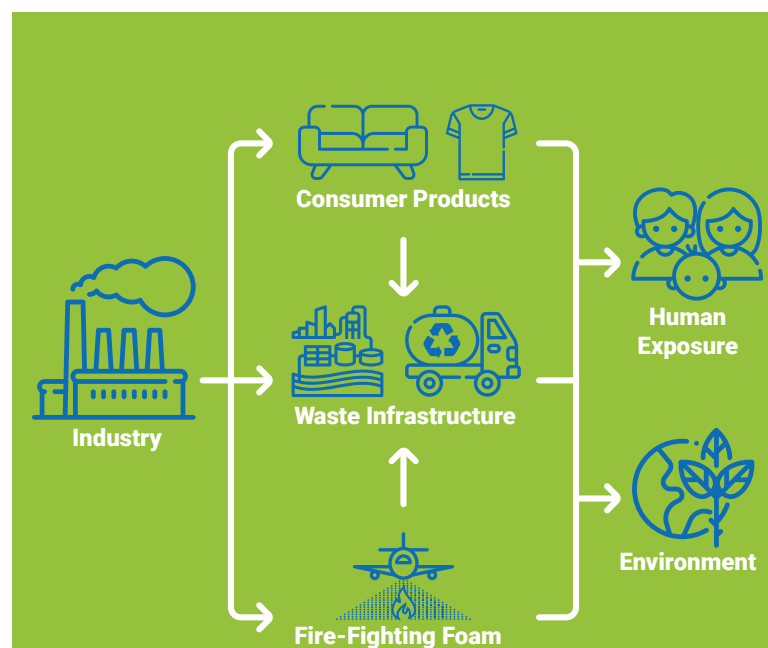 Consumer Products
Human
Exposure
Waste Infrastructure
Industry
Environment
Fire-Fighting Foam